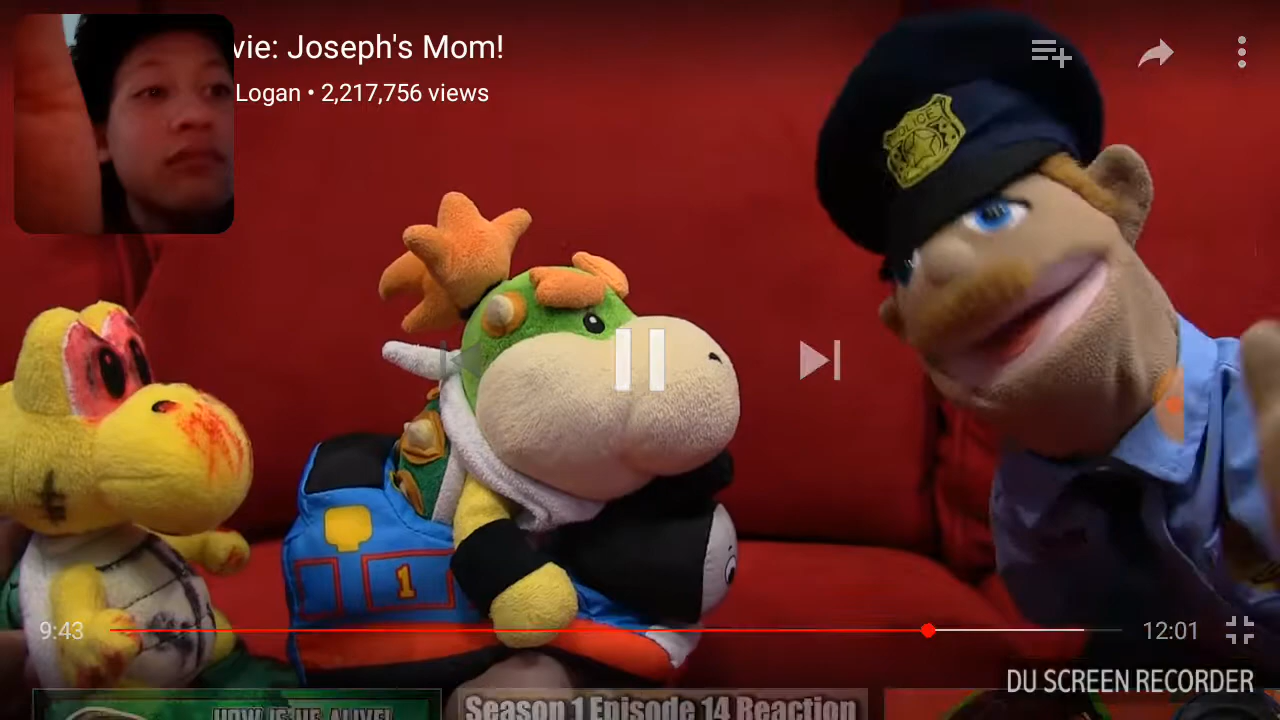 vie: Joseph's Mom!
Logan • 2,217,756 views
POLICE
1
9:43
12:01
DU SCREEN RECORDER
HOW IS HE ALIVE!
Season 1 Episode 14 Reaction